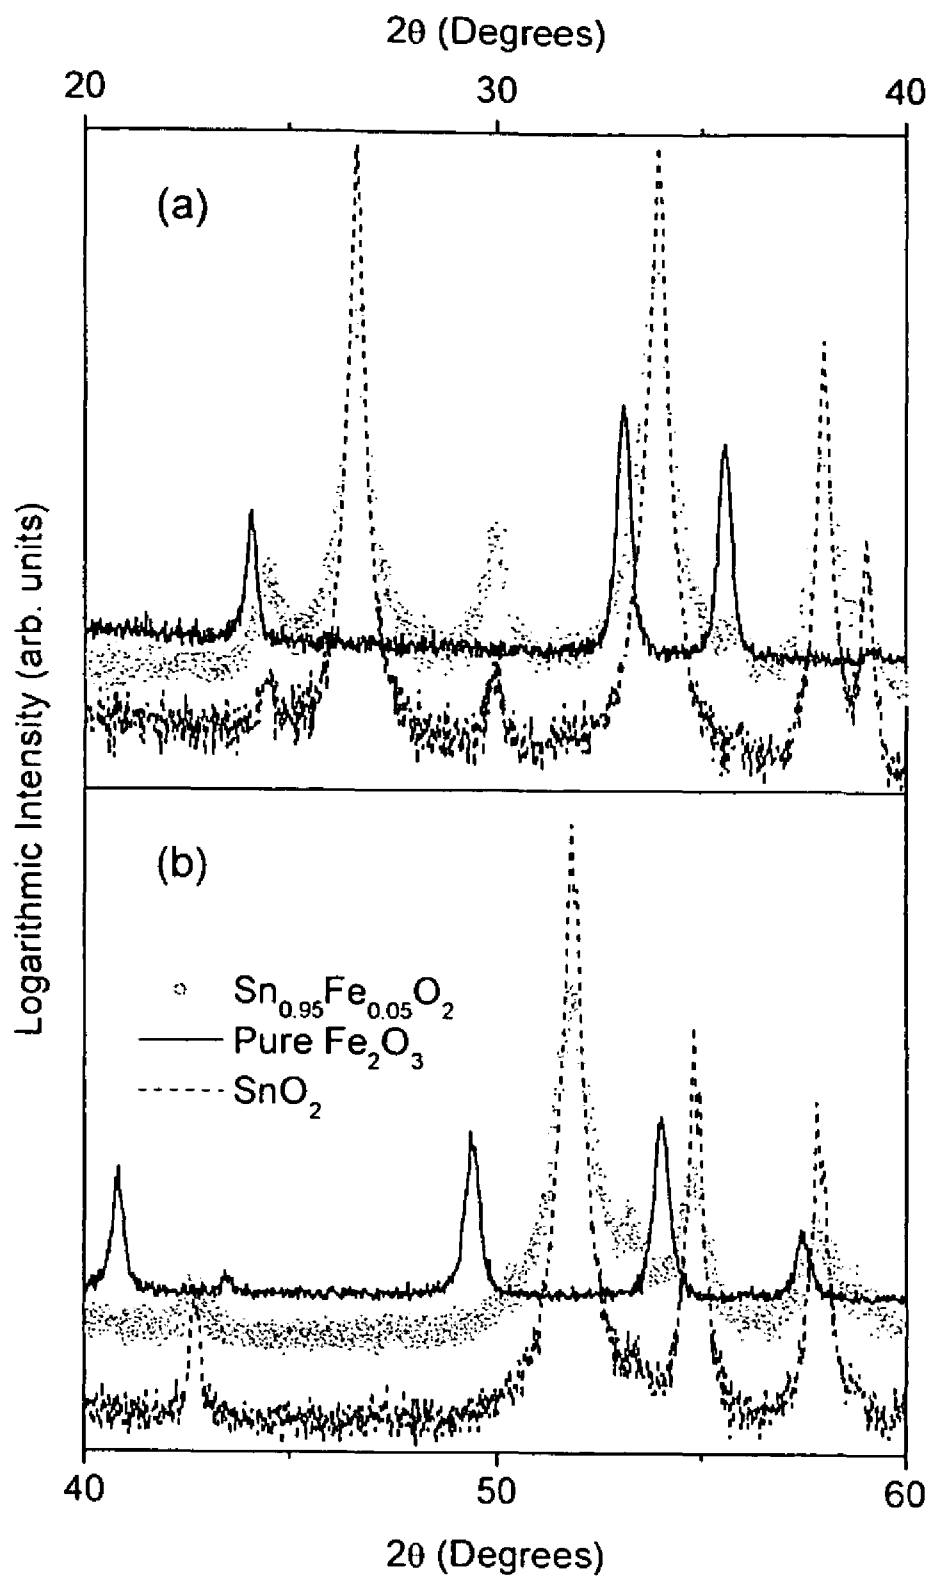 2θ (Degrees)
20 30 40
(a)
Logarithmic Intensity (arb. units)
(b)
Sn0.95Fe0.05O2
Pure Fe2O3
SnO2
40 50 60
2θ (Degrees)